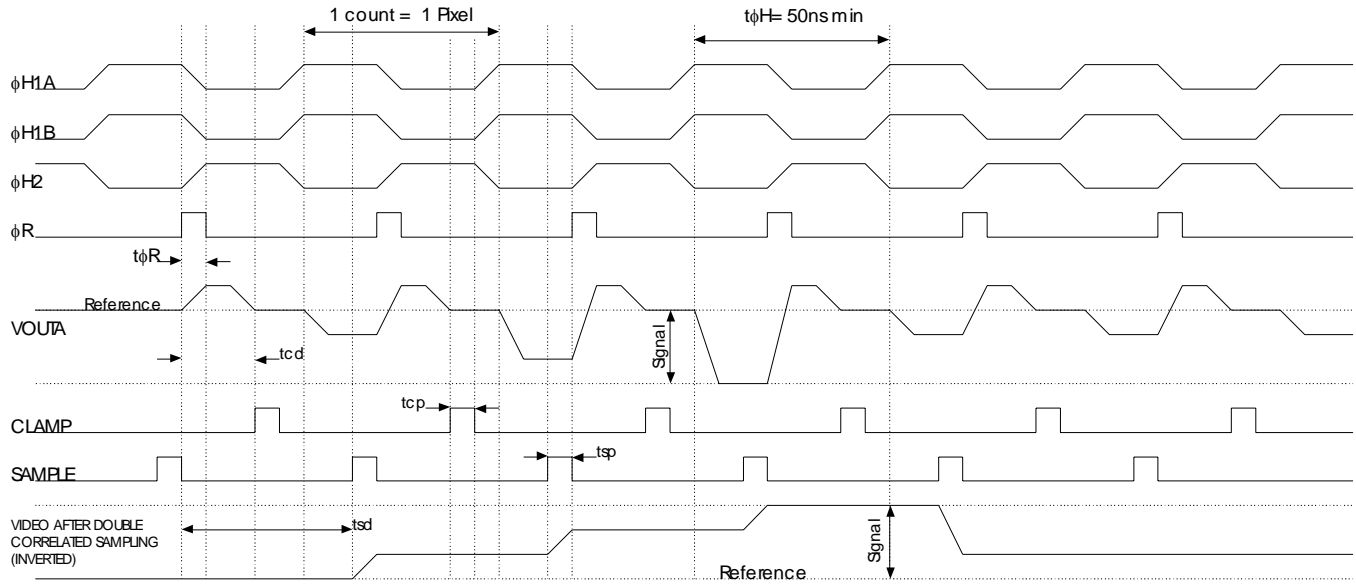 1 count = 1 Pixel
tϕH= 50ns min
ϕH1A
ϕH1B
ϕH2
ϕR
tϕR
Reference
VOUTA
Signal
tcd
tcp
CLAMP
tsp
SAMPLE
VIDEO AFTER DOUBLE
CORRELATED SAMPLING
(INVERTED)
tsd
Signal
Reference